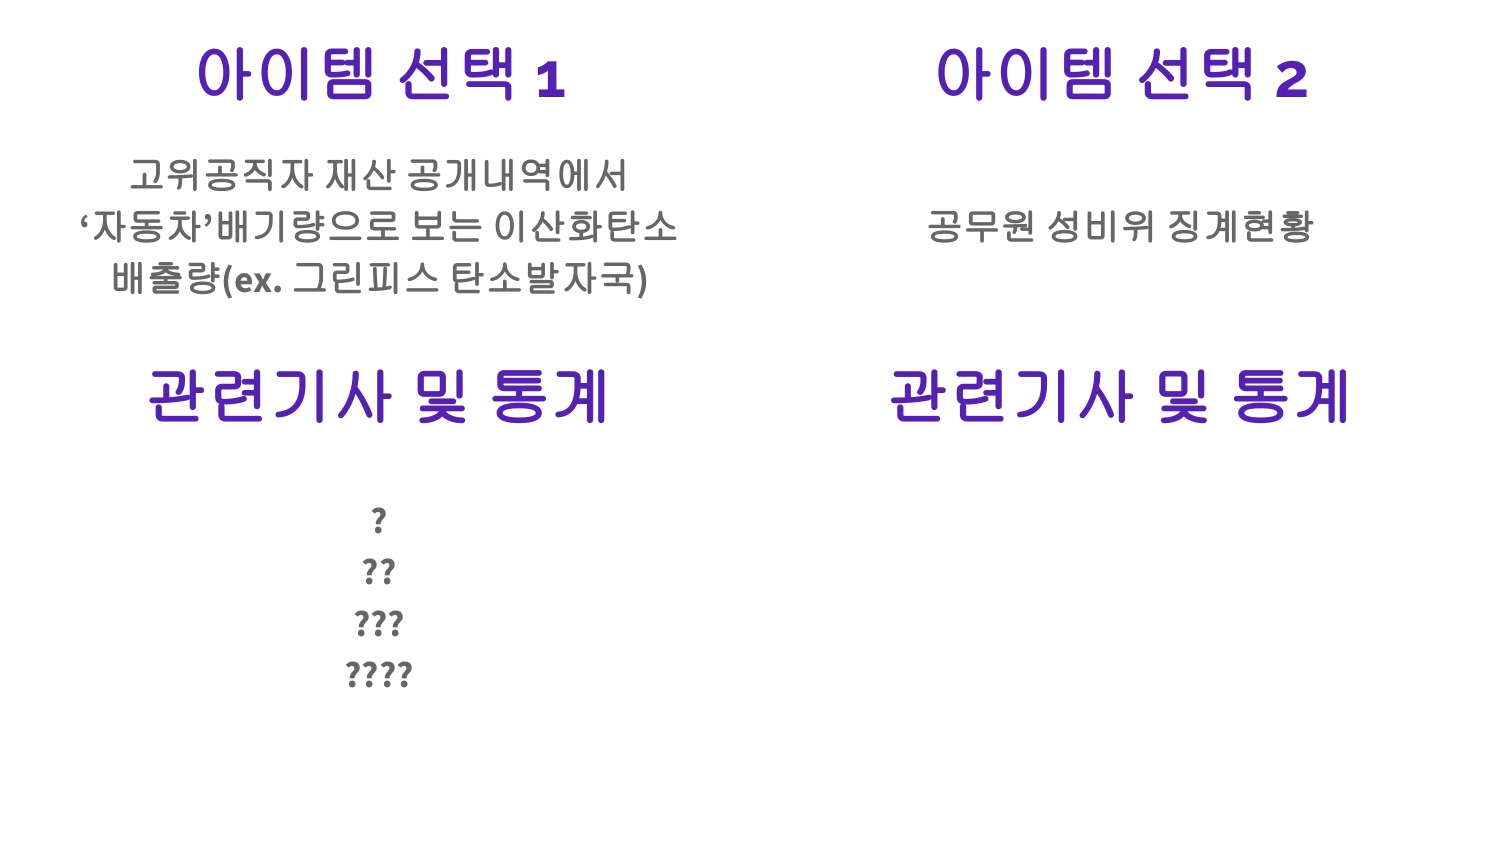 아이템 선택 1
고위공직자 재산 공개내역에서
‘자동차’배기량으로 보는 이산화탄소
배출량(ex. 그린피스 탄소발자국)
관련기사 및 통계
?
??
???
????
아이템 선택 2
공무원 성비위 징계현황
관련기사 및 통계